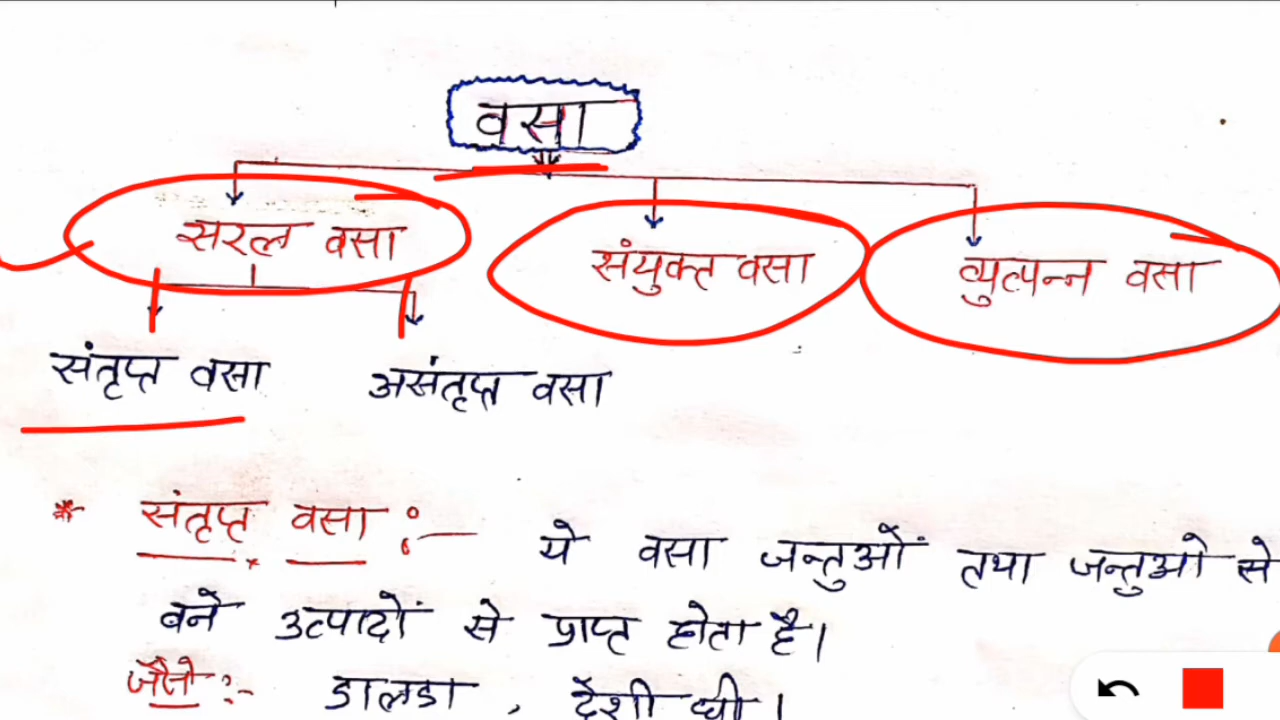 वसा
सरल वसा संयुक्त वसा व्युत्पन्न वसा
संतृप्त वसा असंतृप्त वसा
* संतृप्त वसा :— ये वसा जन्तुओं तथा जन्तुओ से
बने उत्पादों से प्राप्त होता है।
जैसे :- डालडा , देशी घी।